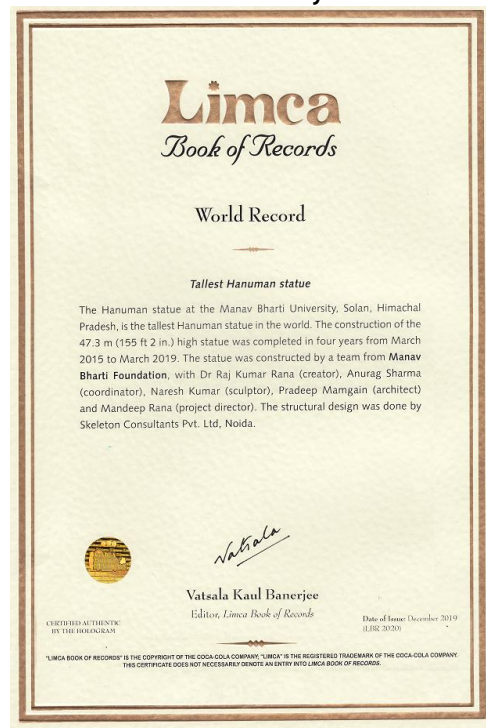 Limca
Book of Records
World Record
Tallest Hanuman statue
The Hanuman statue at the Manav Bharti University, Solan, Himachal
Pradesh, is the tallest Hanuman statue in the world. The construction of the
47.3 m (155 ft 2 in.) high statue was completed in four years from March
2015 to March 2019. The statue was constructed by a team from Manav
Bharti Foundation, with Dr Raj Kumar Rana (creator), Anurag Sharma
(coordinator), Naresh Kumar (sculptor), Pradeep Mamgain (architect)
and Mandeep Rana (project director). The structural design was done by
Skeleton Consultants Pvt. Ltd, Noida.
Vatsala
Vatsala Kaul Banerjee
Editor, Limca Book of Records
CERTIFIED AUTHENTIC
BY THE HOLOGRAM
Date of Issue: December 2019
(LBR 2020)
"LIMCA BOOK OF RECORDS" IS THE COPYRIGHT OF THE COCA-COLA COMPANY; "LIMCA" IS THE REGISTERED TRADEMARK OF THE COCA-COLA COMPANY.
THIS CERTIFICATE DOES NOT NECESSARILY DENOTE AN ENTRY INTO LIMCA BOOK OF RECORDS.